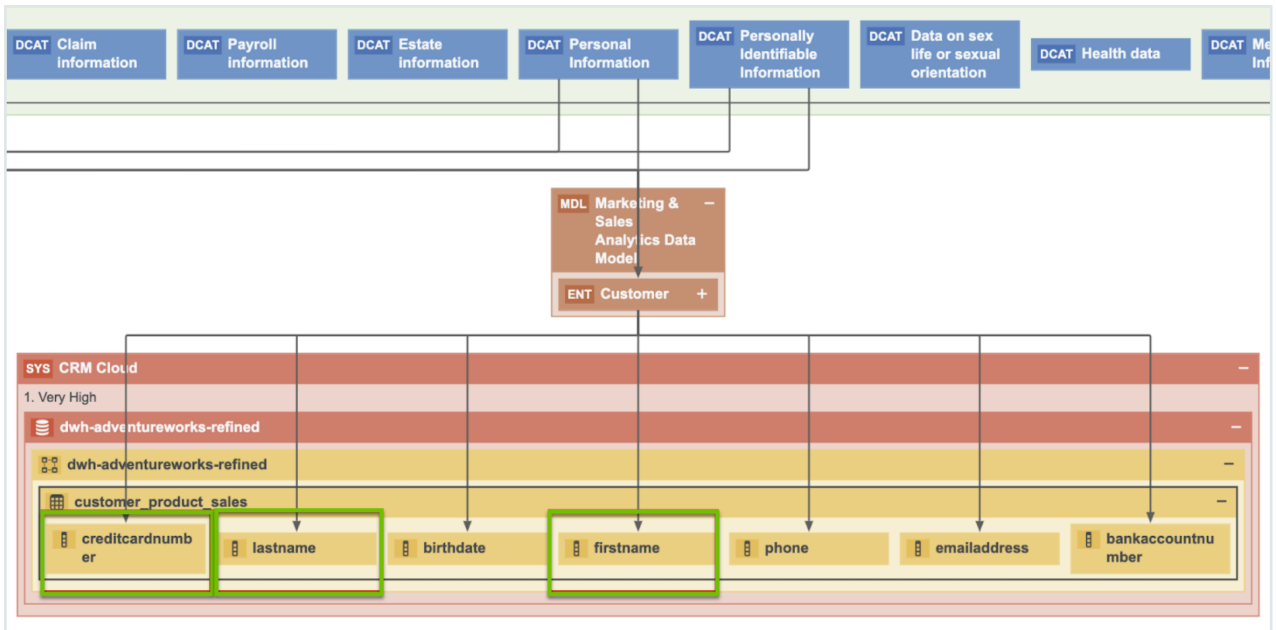 DCAT Claim
information
DCAT Payroll
information
DCAT Estate
information
DCAT Personal
Information
DCAT Personally
Identifiable
Information
DCAT Data on sex
life or sexual
orientation
DCAT Health data
DCAT Me
Inf
MDL Marketing &
Sales
Analytics Data
Model
ENT Customer
SYS CRM Cloud
1. Very High
dwh-adventureworks-refined
dwh-adventureworks-refined
customer_product_sales
creditcardnumb
er
lastname
birthdate
firstname
phone
emailaddress
bankaccountnu
mber